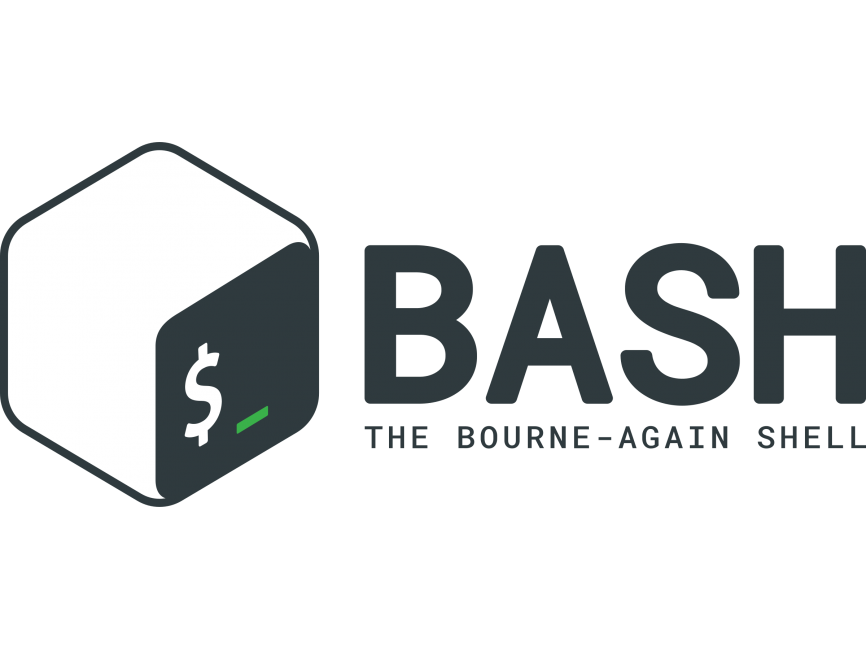 $_
BASH
THE BOURNE-AGAIN SHELL